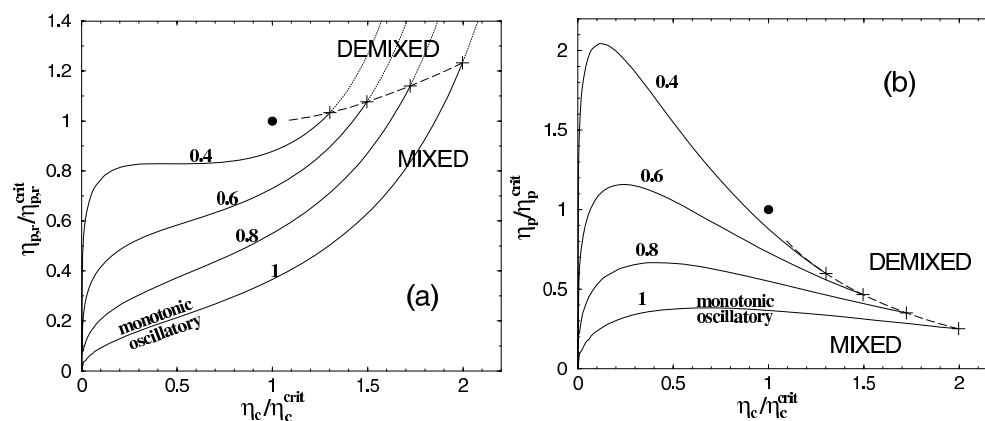 (a)
η_{p,r}/η_{p,r}^{crit}
1.4
1.2
1
0.8
0.6
0.4
0.2
0
DEMIXED
MIXED
0.4
0.6
0.8
1
monotonic
oscillatory
0
0.5
1
1.5
2
η_c/η_c^{crit}
(b)
η_p/η_p^{crit}
2
1.5
1
0.5
0
0.4
0.6
0.8
1
monotonic
oscillatory
DEMIXED
MIXED
0
0.5
1
1.5
2
η_c/η_c^{crit}